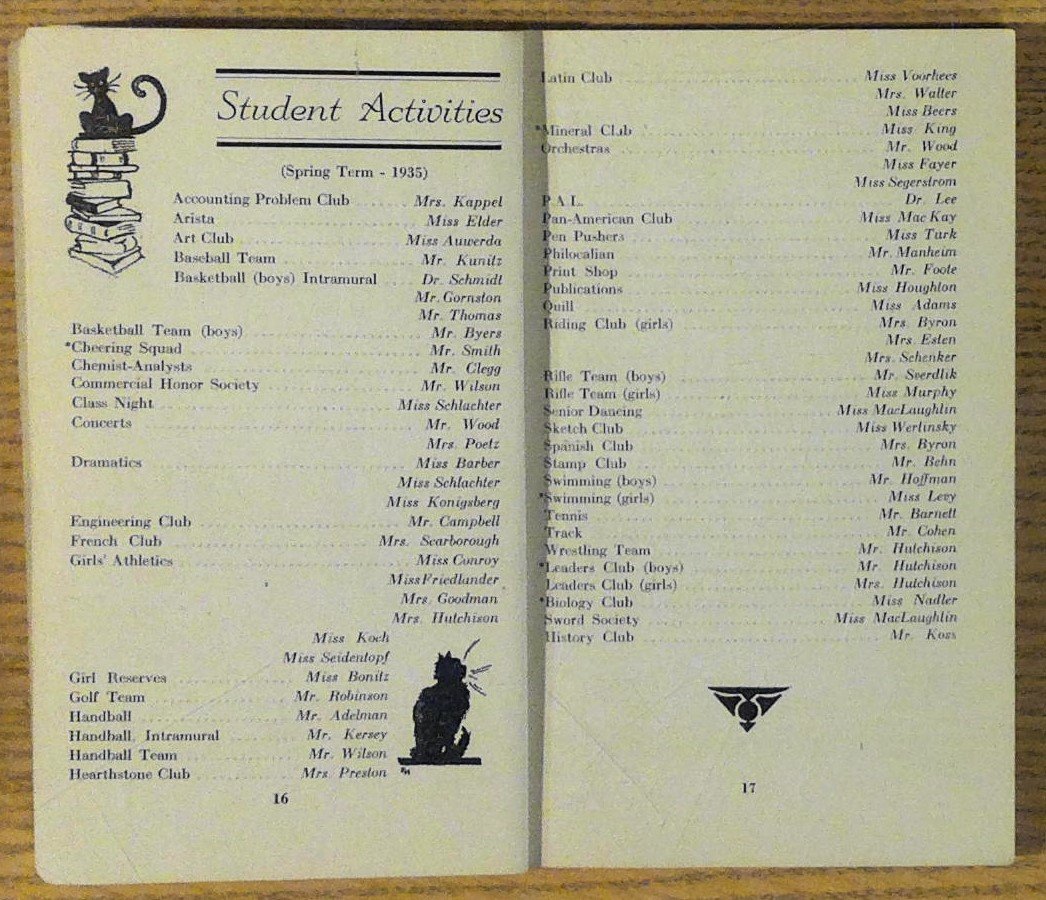 Student Activities
(Spring Term - 1935)
Accounting Problem Club Mrs. Kappel
Arista Miss Elder
Art Club Miss Auwerda
Baseball Team Mr. Kunitz
Basketball (boys) Intramural Dr. Schmidt
Mr. Gornston
Mr. Thomas
Basketball Team (boys) Mr. Byers
*Cheering Squad Mr. Smith
Chemist-Analysts Mr. Clegg
Commercial Honor Society Mr. Wilson
Class Night Miss Schlachter
Concerts Mr. Wood
Mrs. Poetz
Dramatics Miss Barber
Miss Schlachter
Miss Konigsberg
Engineering Club Mr. Campbell
French Club Mrs. Scarborough
Girls' Athletics Miss Conroy
Miss Friedlander
Mrs. Goodman
Mrs. Hutchison
Miss Koch
Miss Seidentopf
Girl Reserves Miss Bonitz
Golf Team Mr. Robinson
Handball Mr. Adelman
Handball, Intramural Mr. Kersey
Handball Team Mr. Wilson
Hearthstone Club Mrs. Preston
16
Latin Club Miss Voorhees
Mrs. Walter
Miss Beers
*Mineral Club Miss King
Orchestras Mr. Wood
Miss Fayer
Miss Segerstrom
P.A.L. Dr. Lee
Pan-American Club Miss MacKay
Pen Pushers Miss Turk
Philocalian Mr. Manheim
Print Shop Mr. Foote
Publications Miss Houghton
Quill Miss Adams
Riding Club (girls) Mrs. Byron
Mrs. Esten
Mrs. Schenker
Rifle Team (boys) Mr. Sverdlik
Rifle Team (girls) Miss Murphy
Senior Dancing Miss MacLaughlin
Sketch Club Miss Werlinsky
Spanish Club Mrs. Byron
Stamp Club Mr. Behn
Swimming (boys) Mr. Hoffman
*Swimming (girls) Miss Levy
Tennis Mr. Barnett
Track Mr. Cohen
Wrestling Team Mr. Hutchison
*Leaders Club (boys) Mr. Hutchison
Leaders Club (girls) Mrs. Hutchison
*Biology Club Miss Nadler
Sword Society Miss MacLaughlin
History Club Mr. Koss
17